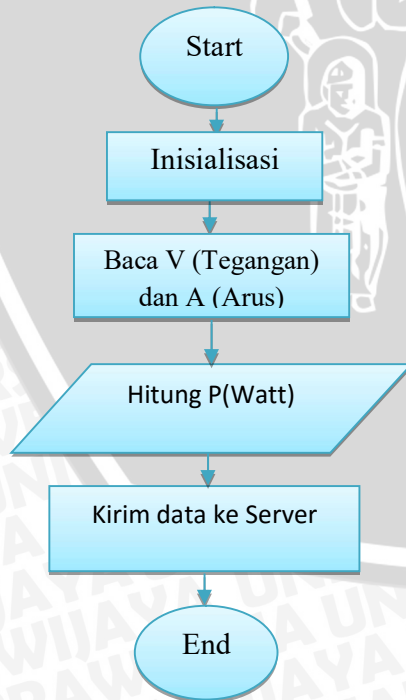 Start
Inisialisasi
Baca V (Tegangan)
dan A (Arus)
Hitung P(Watt)
Kirim data ke Server
End